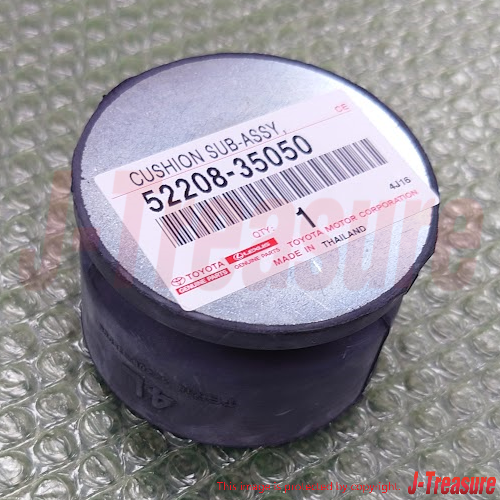 CUSHION SUB-ASSY,
CE
52208-35050
4J16
QTY: 1
TOYOTA
GENUINE PARTS
LEXUS
GENUINE PARTS
TOYOTA MOTOR CORPORATION
MADE IN THAILAND
41
J-Treasure
J-Treasure